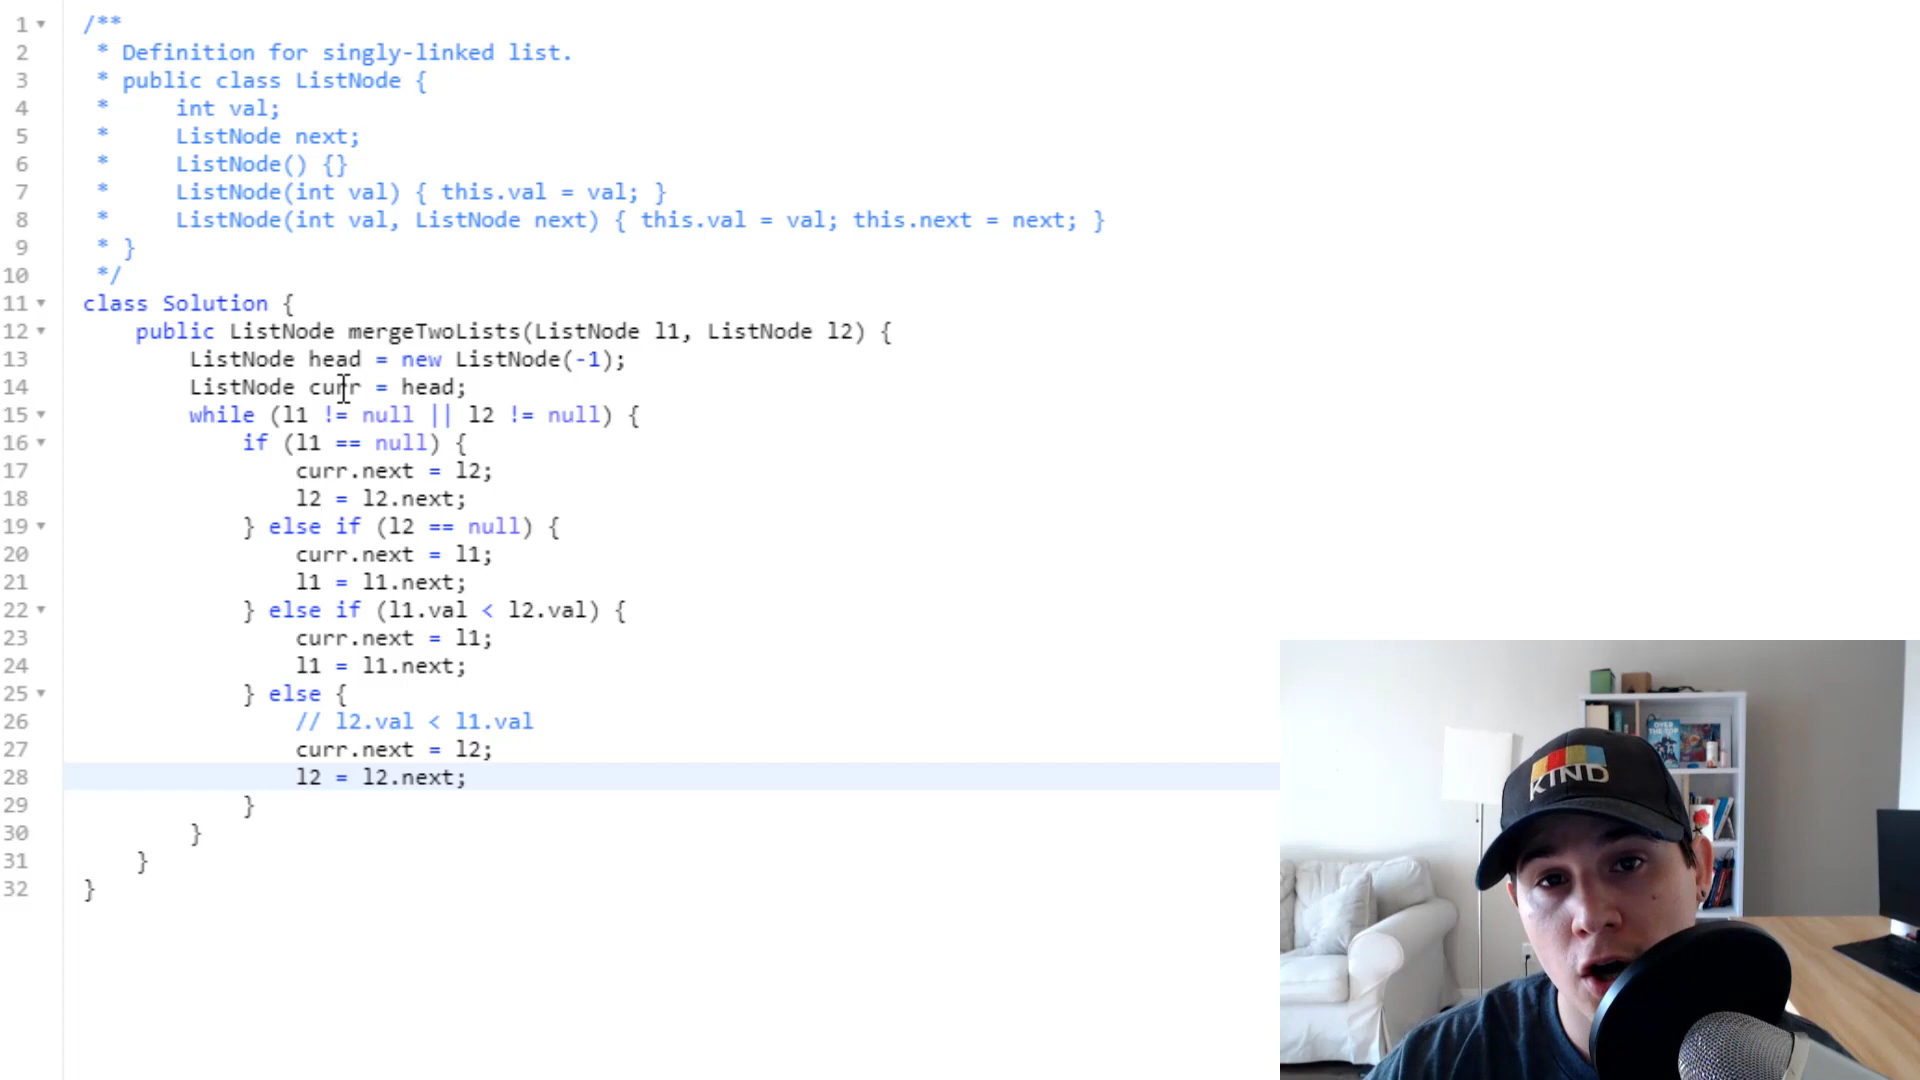 1 /**
2 * Definition for singly-linked list.
3 * public class ListNode {
4 *     int val;
5 *     ListNode next;
6 *     ListNode() {}
7 *     ListNode(int val) { this.val = val; }
8 *     ListNode(int val, ListNode next) { this.val = val; this.next = next; }
9 * }
10 */
11 class Solution {
12     public ListNode mergeTwoLists(ListNode l1, ListNode l2) {
13         ListNode head = new ListNode(-1);
14         ListNode curr = head;
15         while (l1 != null || l2 != null) {
16             if (l1 == null) {
17                 curr.next = l2;
18                 l2 = l2.next;
19             } else if (l2 == null) {
20                 curr.next = l1;
21                 l1 = l1.next;
22             } else if (l1.val < l2.val) {
23                 curr.next = l1;
24                 l1 = l1.next;
25             } else {
26                 // l2.val < l1.val
27                 curr.next = l2;
28                 l2 = l2.next;
29             }
30         }
31     }
32 }
OVER
THE TOP
KIND